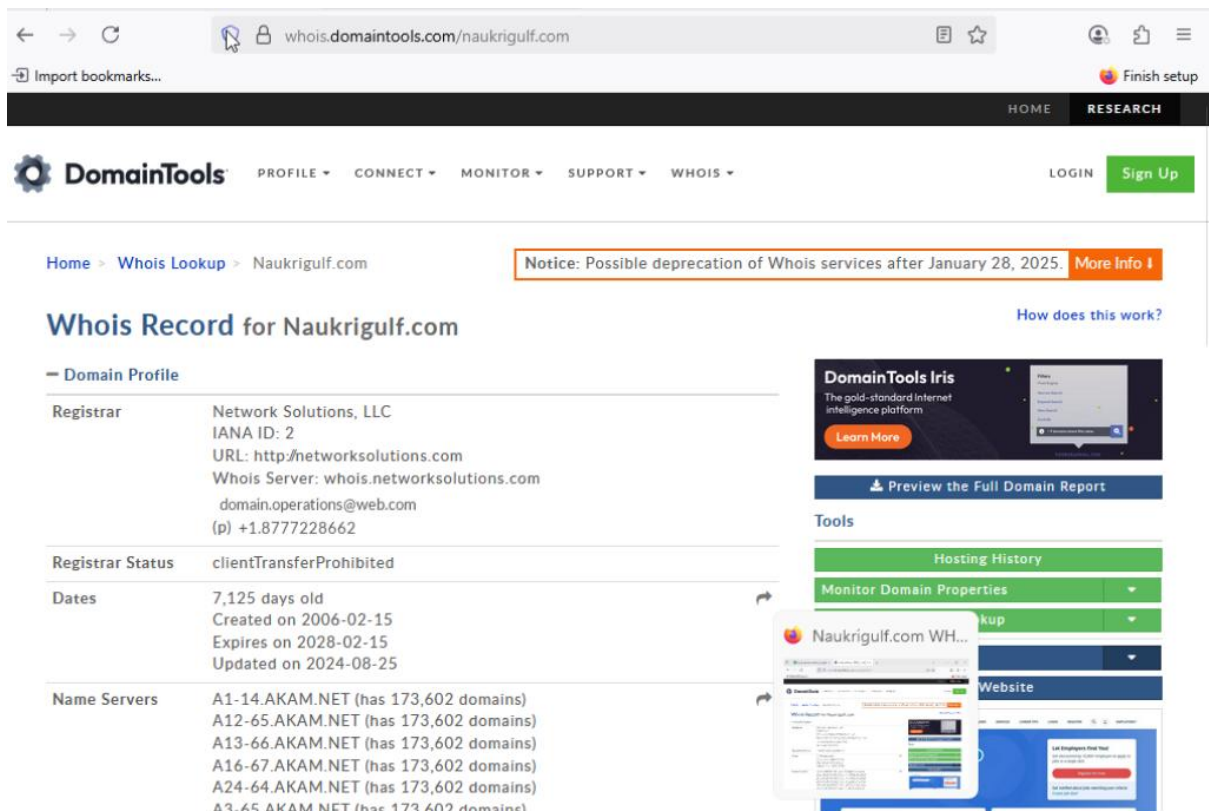 whois.domaintools.com/naukrigulf.com
Import bookmarks...
Finish setup
HOME
RESEARCH
DomainTools
PROFILE
CONNECT
MONITOR
SUPPORT
WHOIS
LOGIN
Sign Up
Home > Whois Lookup > Naukrigulf.com
Notice: Possible deprecation of Whois services after January 28, 2025.
More Info
Whois Record for Naukrigulf.com
How does this work?
Domain Profile
Registrar
Network Solutions, LLC
IANA ID: 2
URL: http://networksolutions.com
Whois Server: whois.networksolutions.com
domain.operations@web.com
(p) +1.8777228662
Registrar Status
clientTransferProhibited
Dates
7,125 days old
Created on 2006-02-15
Expires on 2028-02-15
Updated on 2024-08-25
Name Servers
A1-14.AKAM.NET (has 173,602 domains)
A12-65.AKAM.NET (has 173,602 domains)
A13-66.AKAM.NET (has 173,602 domains)
A16-67.AKAM.NET (has 173,602 domains)
A24-64.AKAM.NET (has 173,602 domains)
A3-65.AKAM.NET (has 173,602 domains)
DomainTools Iris
The gold-standard Internet
intelligence platform
Learn More
Preview the Full Domain Report
Tools
Hosting History
Monitor Domain Properties
Naukrigulf.com WH...
Website
Let Employers Find You!